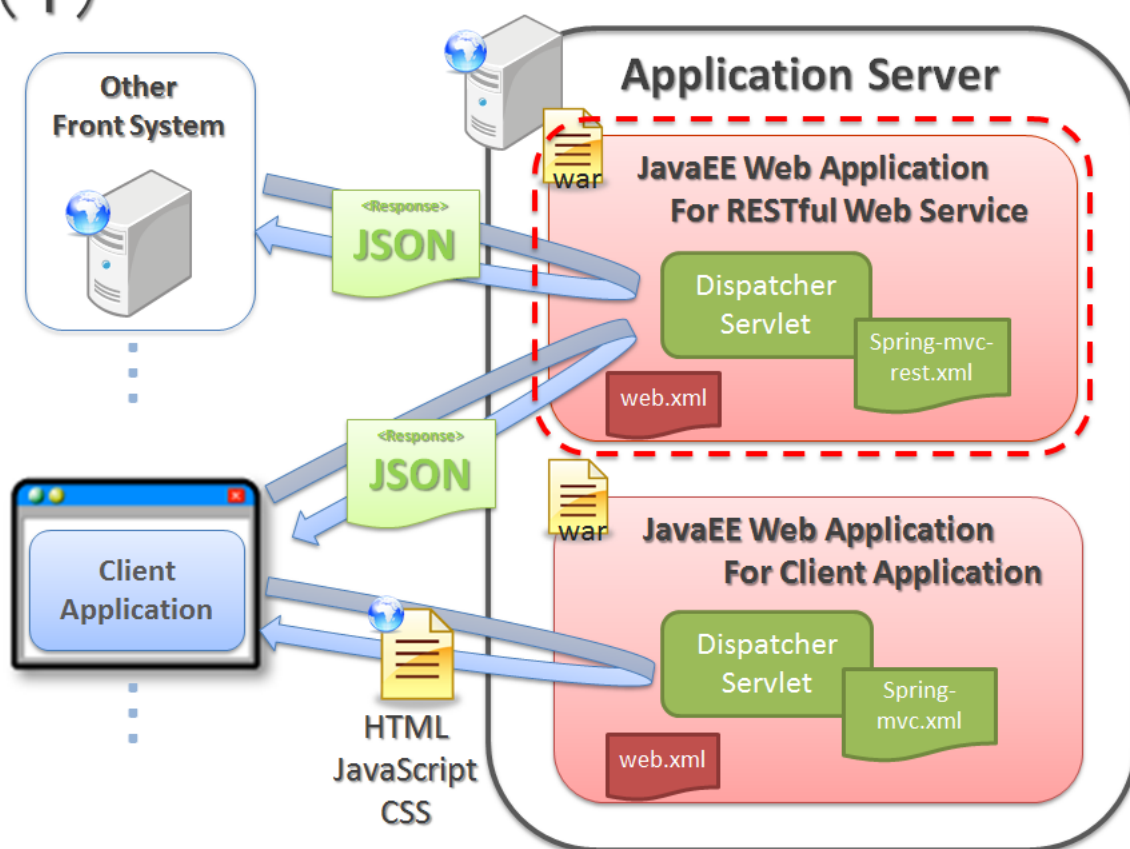 Application Server
Other
Front System
war
JavaEE Web Application
For RESTful Web Service
<Response>
JSON
Dispatcher
Servlet
Spring-mvc-
rest.xml
web.xml
<Response>
JSON
war
JavaEE Web Application
For Client Application
Client
Application
Dispatcher
Servlet
Spring-
mvc.xml
web.xml
HTML
JavaScript
CSS